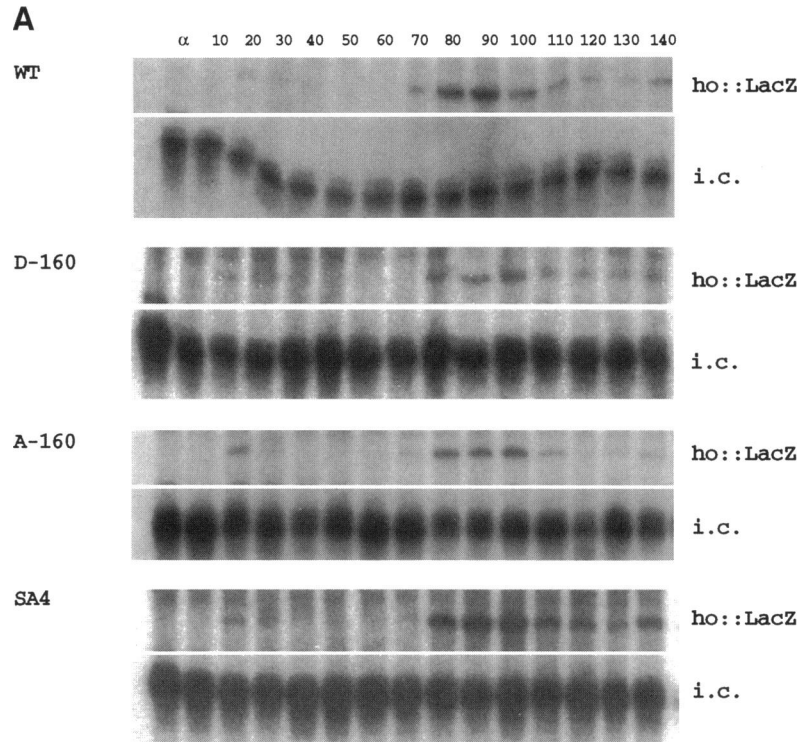 A
α 10 20 30 40 50 60 70 80 90 100 110 120 130 140
WT
ho::LacZ
i.c.
D-160
ho::LacZ
i.c.
A-160
ho::LacZ
i.c.
SA4
ho::LacZ
i.c.